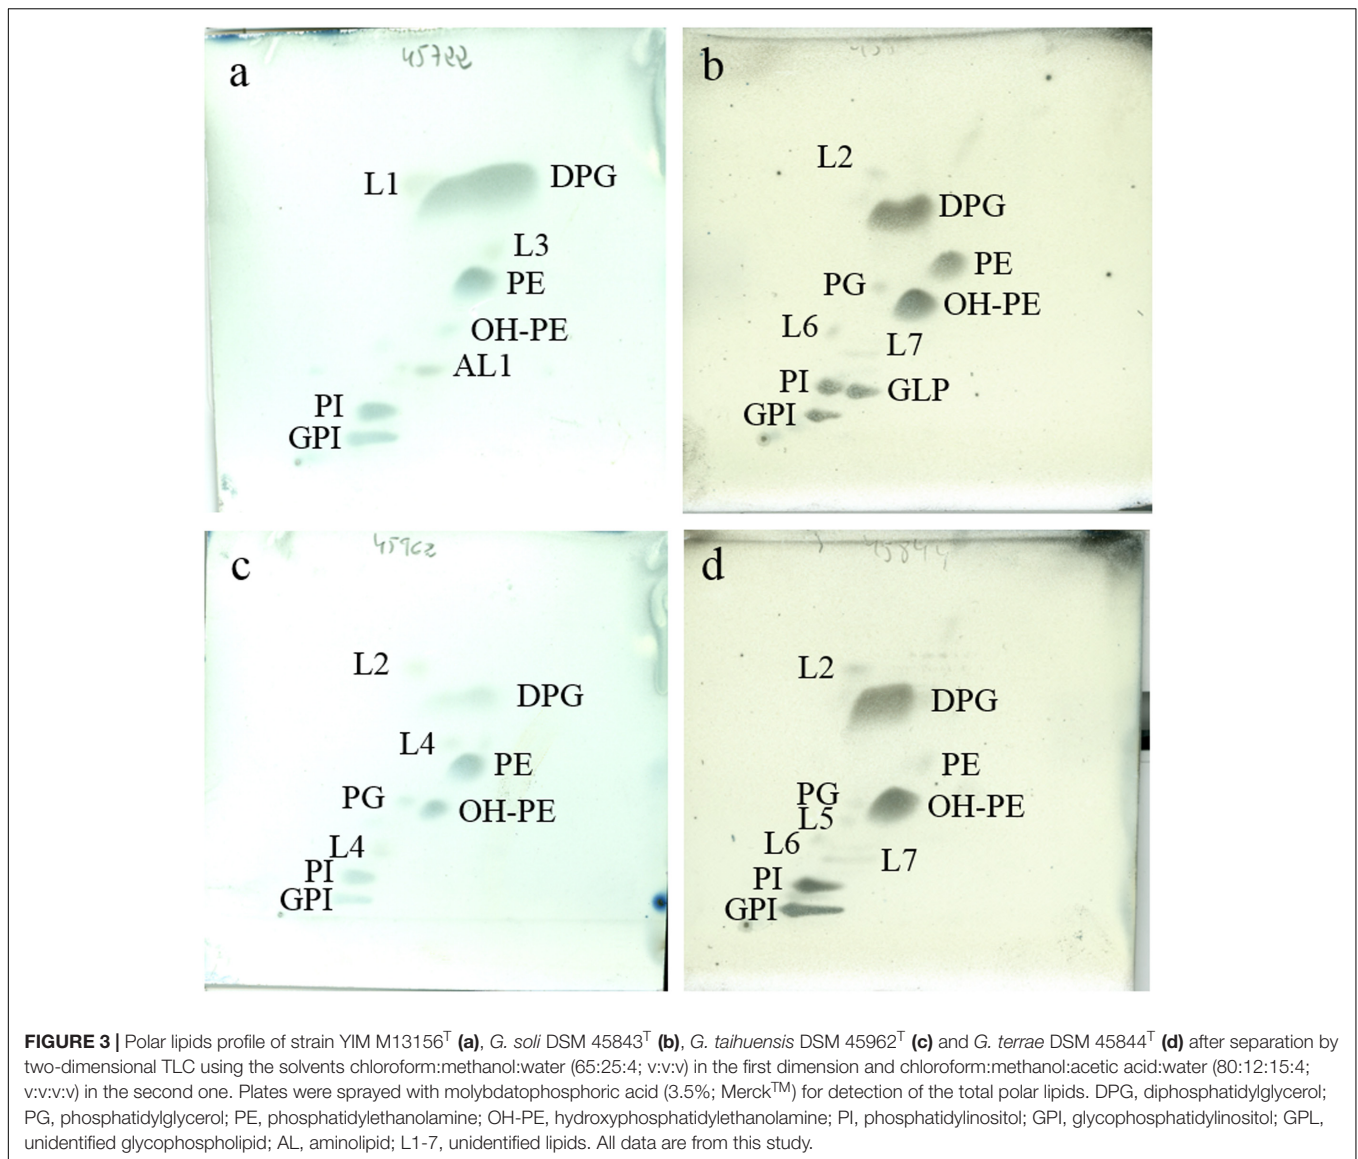 45722
a
L1
DPG
L3
PE
OH-PE
AL1
PI
GPI
b
L2
DPG
PE
PG
OH-PE
L6
L7
PI
GLP
GPI
45962
c
L2
DPG
L4
PE
PG
OH-PE
L4
PI
GPI
45844
d
L2
DPG
PE
PG
OH-PE
L5
L6
L7
PI
GPI
FIGURE 3 | Polar lipids profile of strain YIM M13156ᵀ (a), G. soli DSM 45843ᵀ (b), G. taihuensis DSM 45962ᵀ (c) and G. terrae DSM 45844ᵀ (d) after separation by
two-dimensional TLC using the solvents chloroform:methanol:water (65:25:4; v:v:v) in the first dimension and chloroform:methanol:acetic acid:water (80:12:15:4;
v:v:v:v) in the second one. Plates were sprayed with molybdatophosphoric acid (3.5%; Merck™) for detection of the total polar lipids. DPG, diphosphatidylglycerol;
PG, phosphatidylglycerol; PE, phosphatidylethanolamine; OH-PE, hydroxyphosphatidylethanolamine; PI, phosphatidylinositol; GPI, glycophosphatidylinositol; GPL,
unidentified glycophospholipid; AL, aminolipid; L1-7, unidentified lipids. All data are from this study.